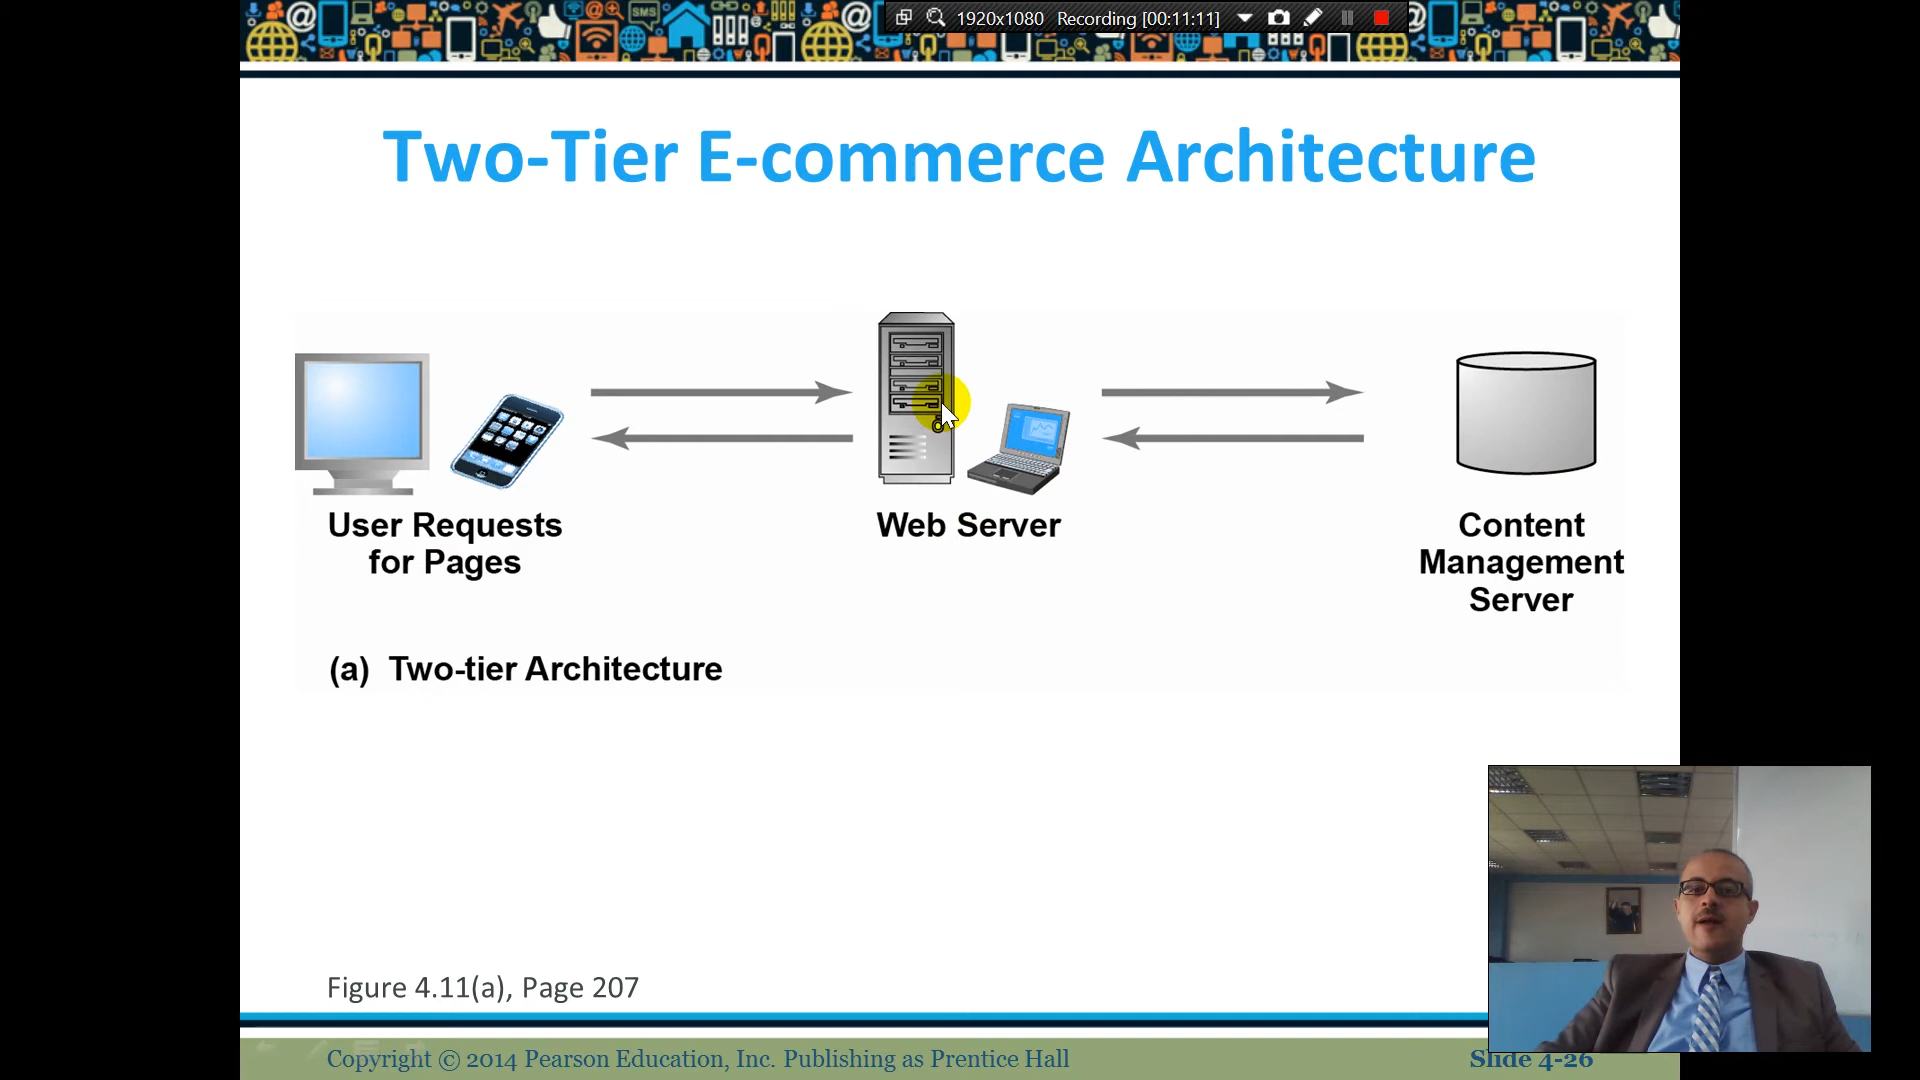 SMS
1920x1080 Recording [00:11:11]
Two-Tier E-commerce Architecture
User Requests
for Pages
Web Server
Content
Management
Server
(a) Two-tier Architecture
Figure 4.11(a), Page 207
Copyright © 2014 Pearson Education, Inc. Publishing as Prentice Hall
Slide 4-26